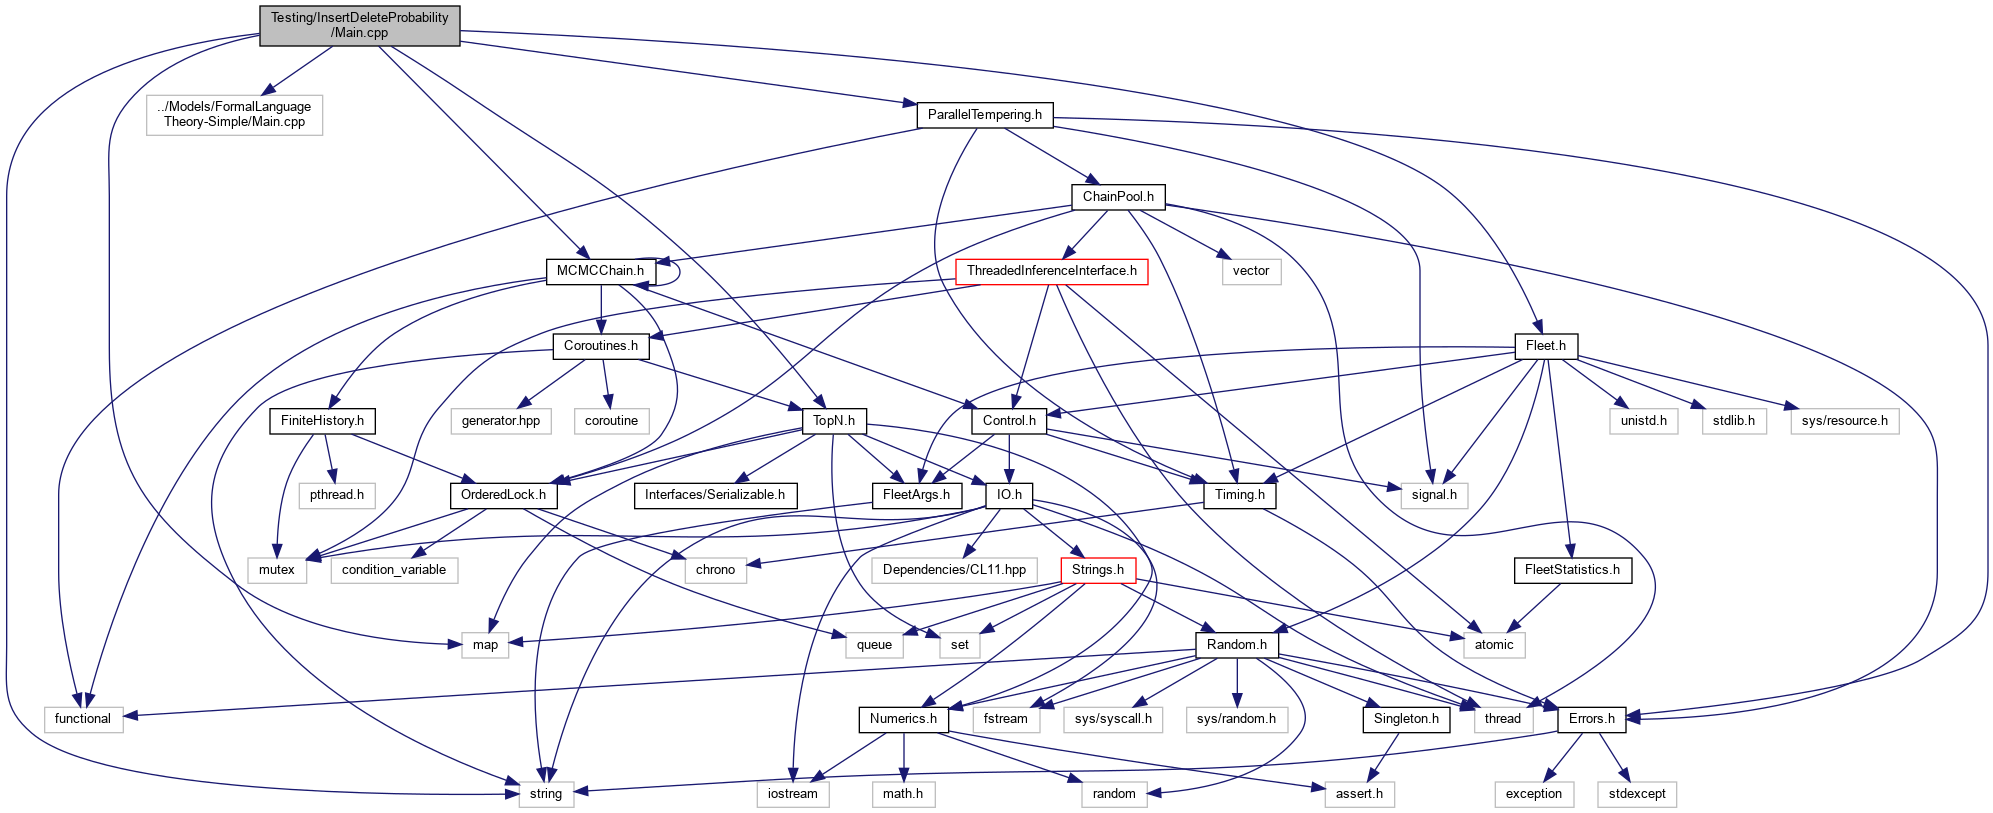 Testing/InsertDeleteProbability
/Main.cpp
../Models/FormalLanguage
Theory-Simple/Main.cpp
ParallelTempering.h
ChainPool.h
MCMCChain.h
ThreadedInferenceInterface.h
vector
Coroutines.h
Fleet.h
FiniteHistory.h
generator.hpp
coroutine
TopN.h
Control.h
unistd.h
stdlib.h
sys/resource.h
pthread.h
OrderedLock.h
Interfaces/Serializable.h
FleetArgs.h
IO.h
Timing.h
signal.h
mutex
condition_variable
chrono
Dependencies/CL11.hpp
Strings.h
FleetStatistics.h
map
queue
set
Random.h
atomic
functional
Numerics.h
fstream
sys/syscall.h
sys/random.h
Singleton.h
thread
Errors.h
string
iostream
math.h
random
assert.h
exception
stdexcept